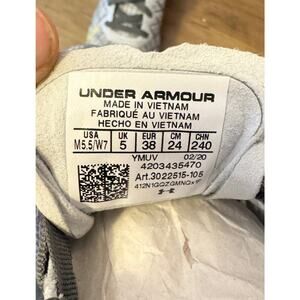 UNDER ARMOUR
MADE IN VIETNAM
FABRIQUÉ AU VIETNAM
HECHO EN VIETNAM
USA UK EUR CM CHN
M5.5/W7 5 38 24 240
YMUV 02/20
4203435470
Art.3022515-105